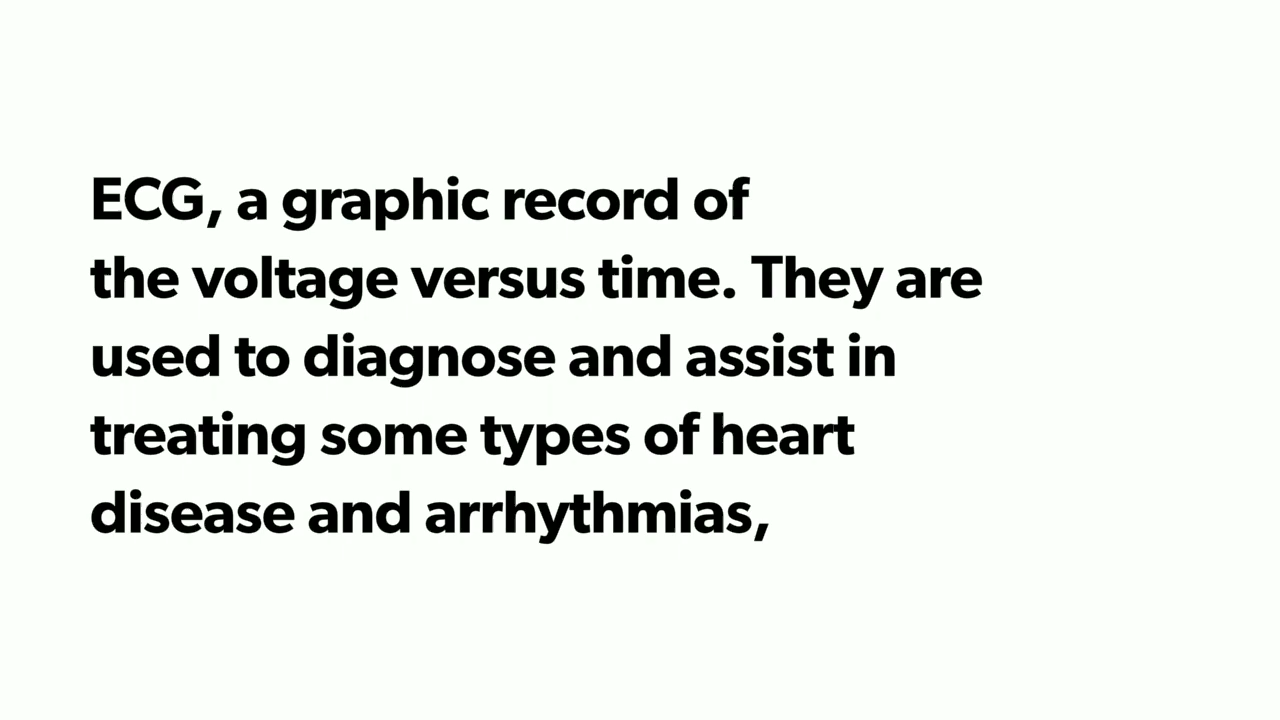 ECG, a graphic record of
the voltage versus time. They are
used to diagnose and assist in
treating some types of heart
disease and arrhythmias,